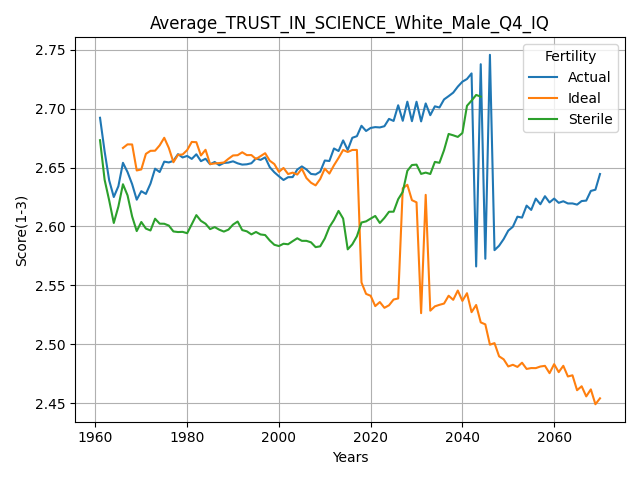 Average_TRUST_IN_SCIENCE_White_Male_Q4_IQ
Score(1-3)
2.75
2.70
2.65
2.60
2.55
2.50
2.45
Fertility
Actual
Ideal
Sterile
1960 1980 2000 2020 2040 2060
Years